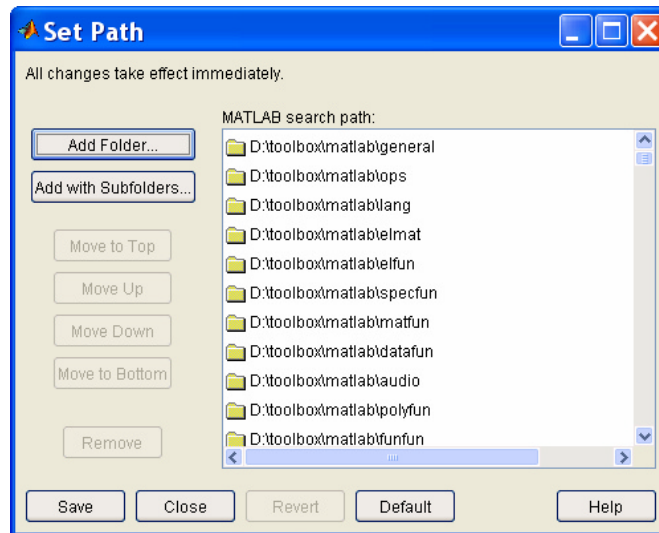 Set Path
All changes take effect immediately.
MATLAB search path:
Add Folder...
Add with Subfolders...
Move to Top
Move Up
Move Down
Move to Bottom
Remove
D:\toolbox\matlab\general
D:\toolbox\matlab\ops
D:\toolbox\matlab\lang
D:\toolbox\matlab\elmat
D:\toolbox\matlab\elfun
D:\toolbox\matlab\specfun
D:\toolbox\matlab\matfun
D:\toolbox\matlab\datafun
D:\toolbox\matlab\audio
D:\toolbox\matlab\polyfun
D:\toolbox\matlab\funfun
Save Close Revert Default Help